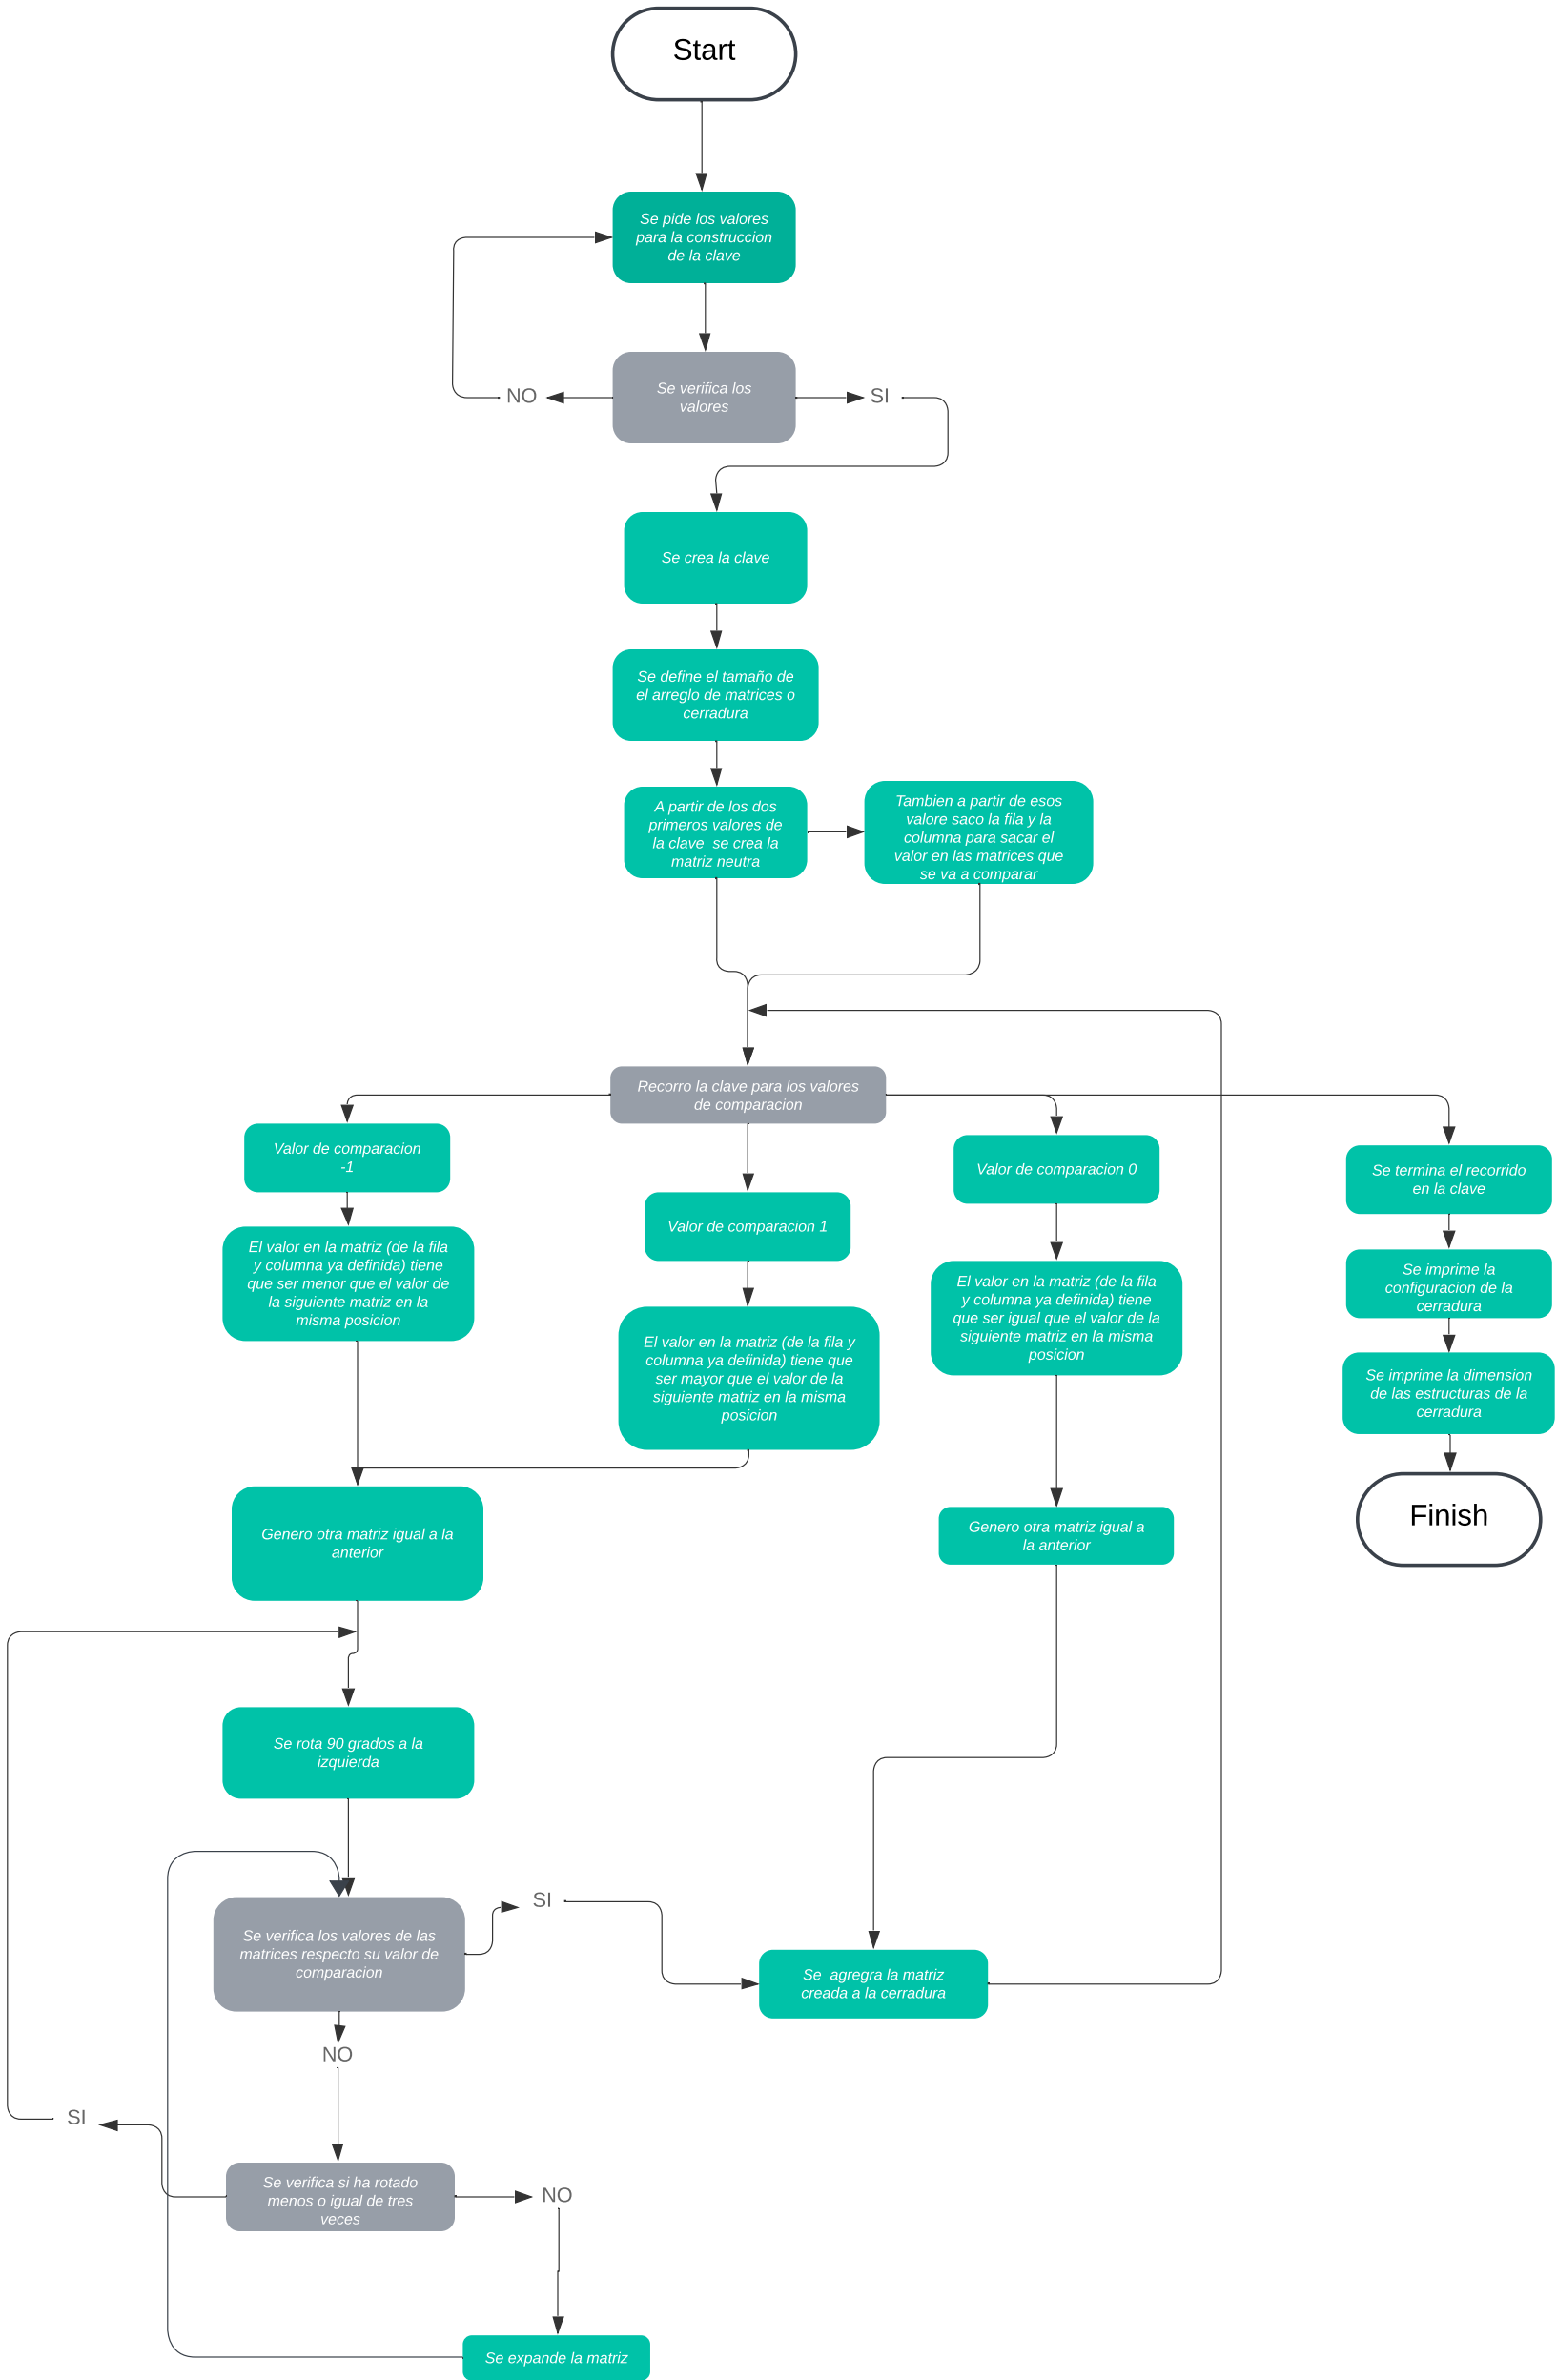 Start
Se pide los valores
para la construccion
de la clave
Se verifica los
valores
NO
SI
Se crea la clave
Se define el tamaño de
el arreglo de matrices o
cerradura
A partir de los dos
primeros valores de
la clave  se crea la
matriz neutra
Tambien a partir de esos
valore saco la fila y la
columna para sacar el
valor en las matrices que
se va a comparar
Recorro la clave para los valores
de comparacion
Valor de comparacion
-1
El valor en la matriz (de la fila
y columna ya definida) tiene
que ser menor que el valor de
la siguiente matriz en la
misma posicion
Valor de comparacion 1
El valor en la matriz (de la fila y
columna ya definida) tiene que
ser mayor que el valor de la
siguiente matriz en la misma
posicion
Valor de comparacion 0
El valor en la matriz (de la fila
y columna ya definida) tiene
que ser igual que el valor de la
siguiente matriz en la misma
posicion
Se termina el recorrido
en la clave
Se imprime la
configuracion de la
cerradura
Se imprime la dimension
de las estructuras de la
cerradura
Finish
Genero otra matriz igual a la
anterior
Genero otra matriz igual a
la anterior
Se rota 90 grados a la
izquierda
Se verifica los valores de las
matrices respecto su valor de
comparacion
SI
Se  agregra la matriz
creada a la cerradura
NO
SI
Se verifica si ha rotado
menos o igual de tres
veces
NO
Se expande la matriz